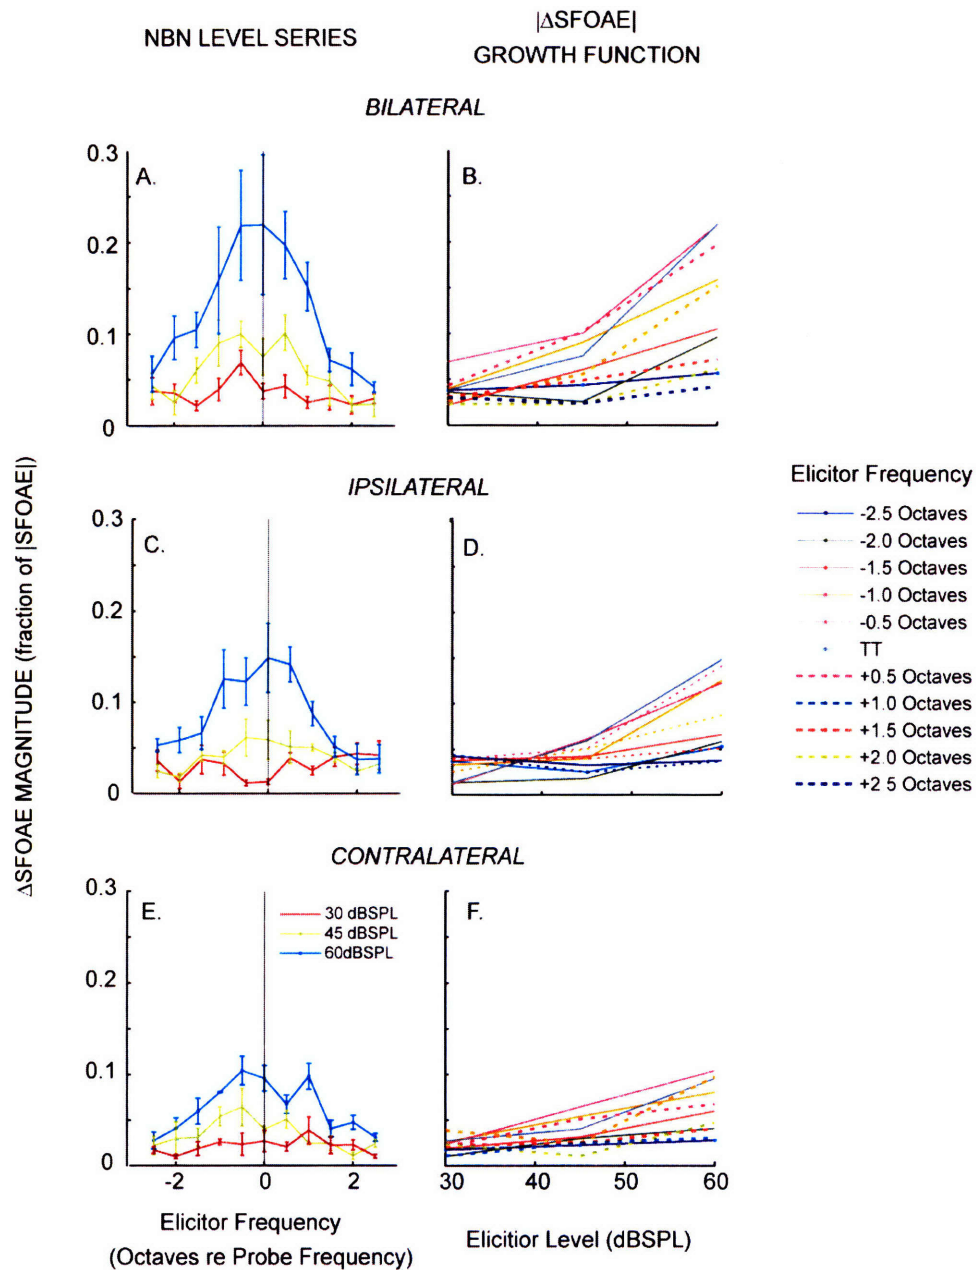 NBN LEVEL SERIES
|ΔSFOAE|
GROWTH FUNCTION
BILATERAL
A.
B.
0.3
0.2
0.1
0
IPSILATERAL
C.
D.
0.3
0.2
0.1
0
CONTRALATERAL
E.
F.
30 dBSPL
45 dBSPL
60dBSPL
0.3
0.2
0.1
0
-2
0
2
30
40
50
60
Elicitor Frequency
(Octaves re Probe Frequency)
Elicitior Level (dBSPL)
ΔSFOAE MAGNITUDE (fraction of |SFOAE|)
Elicitor Frequency
-2.5 Octaves
-2.0 Octaves
-1.5 Octaves
-1.0 Octaves
-0.5 Octaves
TT
+0.5 Octaves
+1.0 Octaves
+1.5 Octaves
+2.0 Octaves
+2 5 Octaves